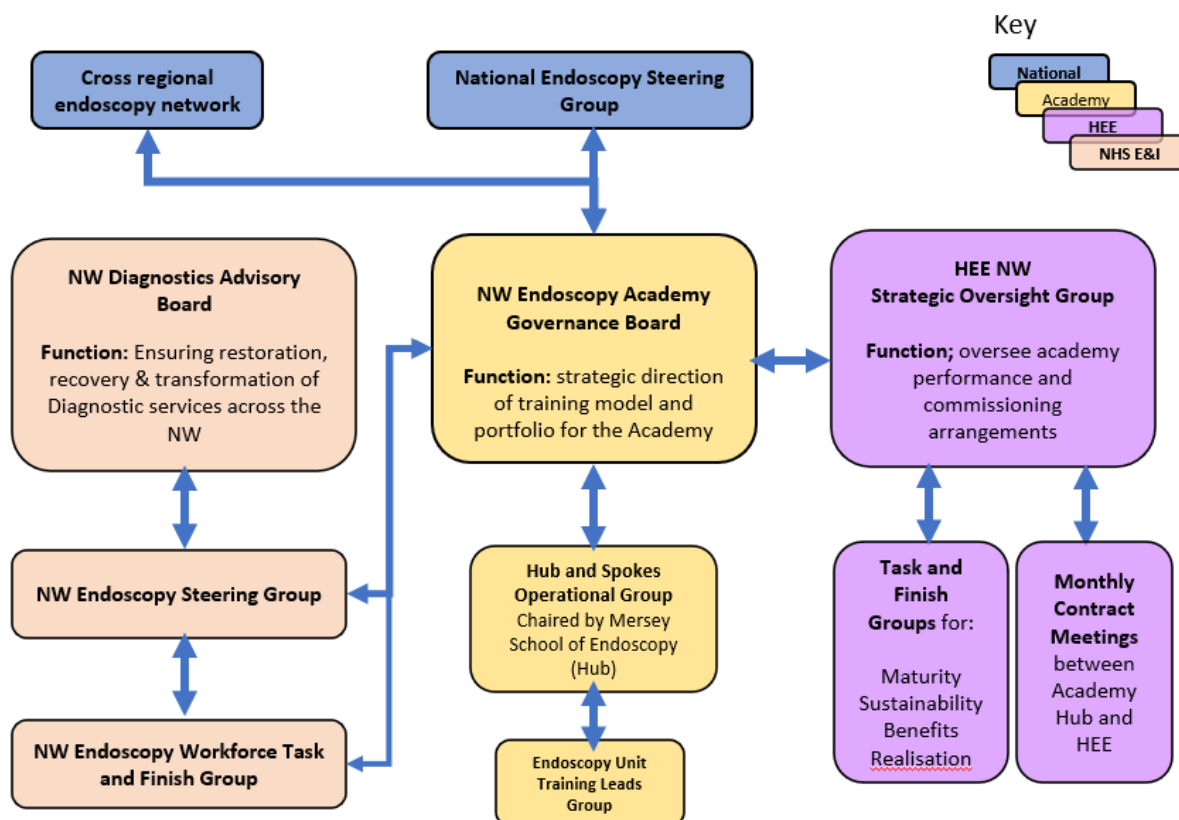 Key
National
Academy
HEE
NHS E&I
Cross regional
endoscopy network
National Endoscopy Steering
Group
NW Diagnostics Advisory
Board
Function: Ensuring restoration,
recovery & transformation of
Diagnostic services across the
NW
NW Endoscopy Academy
Governance Board
Function: strategic direction
of training model and
portfolio for the Academy
HEE NW
Strategic Oversight Group
Function; oversee academy
performance and
commissioning
arrangements
NW Endoscopy Steering Group
Hub and Spokes
Operational Group
Chaired by Mersey
School of Endoscopy
(Hub)
Task and
Finish
Groups for:
Maturity
Sustainability
Benefits
Realisation
Monthly
Contract
Meetings
between
Academy
Hub and
HEE
NW Endoscopy Workforce Task
and Finish Group
Endoscopy Unit
Training Leads
Group